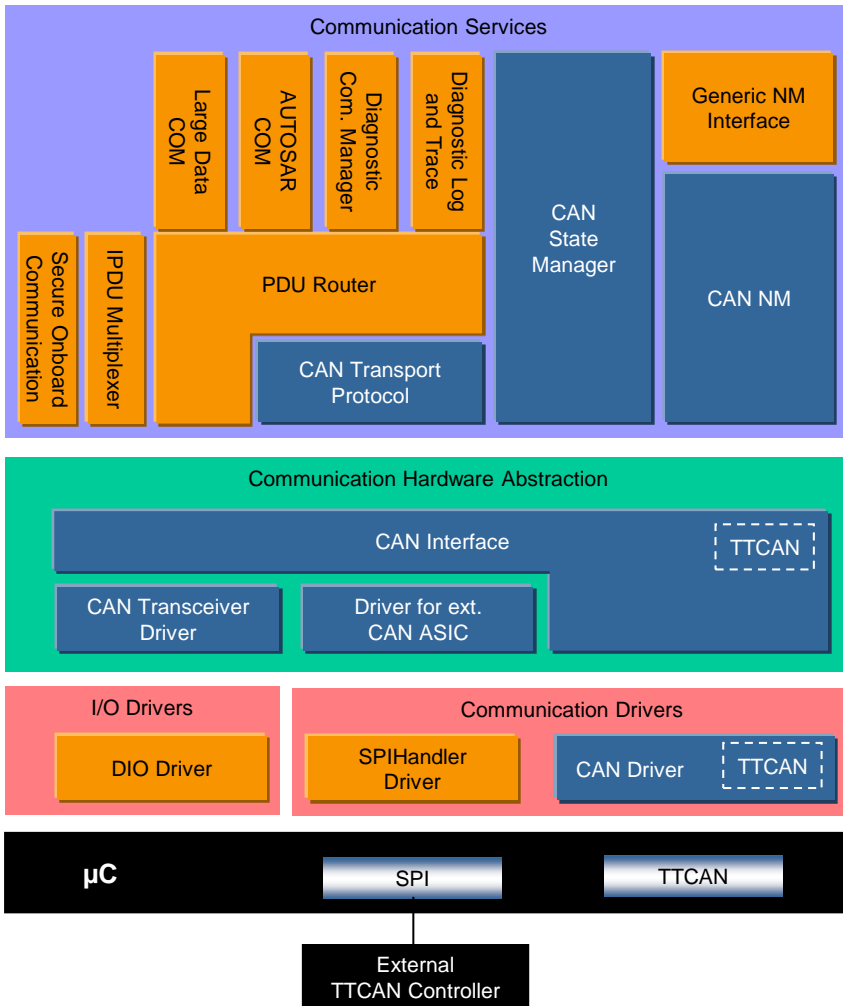 Communication Services
Large Data
COM
AUTOSAR
COM
Diagnostic
Com. Manager
Diagnostic Log
and Trace
Generic NM
Interface
CAN
State
Manager
Secure Onboard
Communication
IPDU Multiplexer
PDU Router
CAN NM
CAN Transport
Protocol
Communication Hardware Abstraction
CAN Interface
TTCAN
CAN Transceiver
Driver
Driver for ext.
CAN ASIC
I/O Drivers
Communication Drivers
DIO Driver
SPIHandler
Driver
CAN Driver
TTCAN
µC
SPI
TTCAN
External
TTCAN Controller